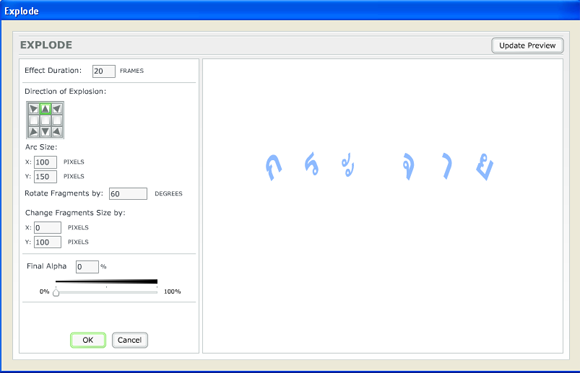 Explode
EXPLODE
Update Preview
Effect Duration: 20 FRAMES
Direction of Explosion:
Arc Size:
X: 100 PIXELS
Y: 150 PIXELS
Rotate Fragments by: 60 DEGREES
Change Fragments Size by:
X: 0 PIXELS
Y: 100 PIXELS
Final Alpha 0 %
0% 100%
OK Cancel
ก ร ะ จ า ย